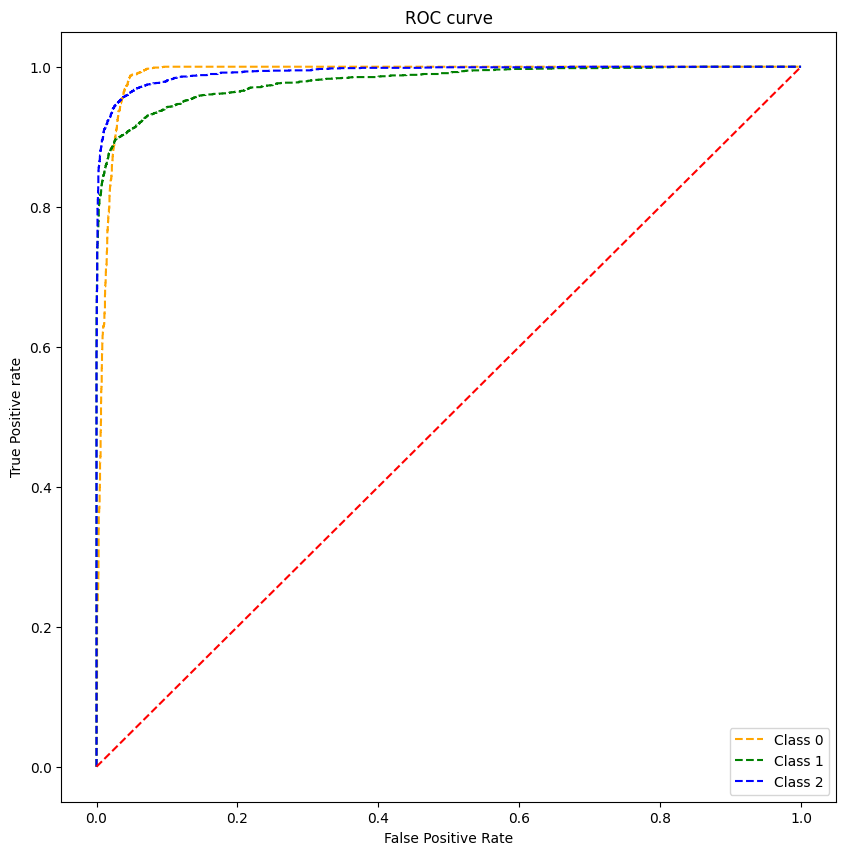 ROC curve
True Positive rate
1.0
0.8
0.6
0.4
0.2
0.0
Class 0
Class 1
Class 2
0.0 0.2 0.4 0.6 0.8 1.0
False Positive Rate